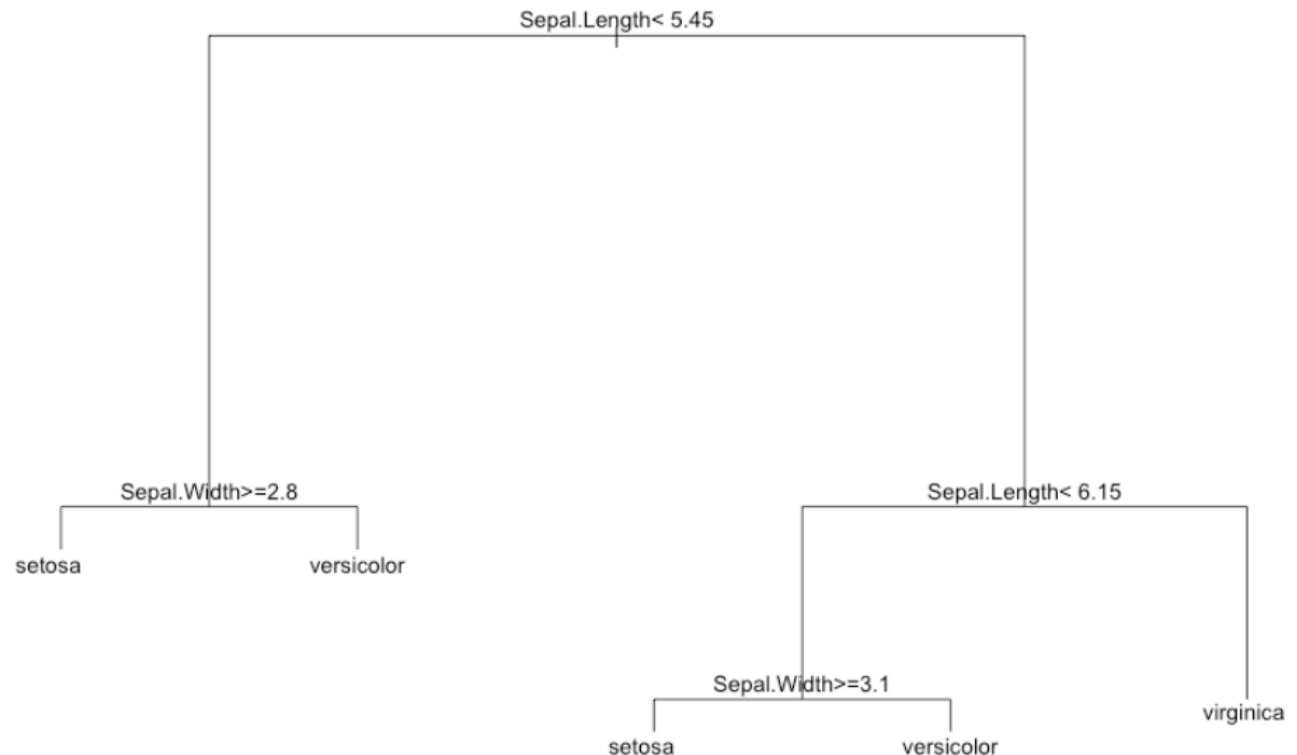 Sepal.Length< 5.45
Sepal.Width>=2.8
Sepal.Length< 6.15
setosa
versicolor
Sepal.Width>=3.1
virginica
setosa
versicolor